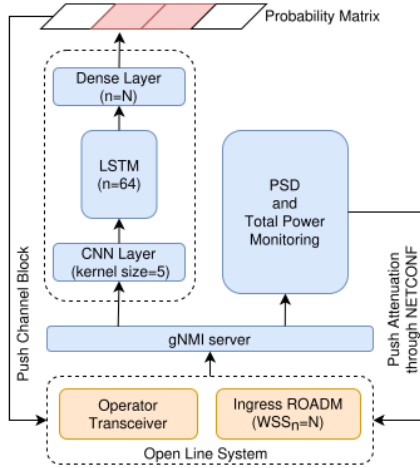 Probability Matrix
Dense Layer
(n=N)
LSTM
(n=64)
CNN Layer
(kernel size=5)
PSD
and
Total Power
Monitoring
Push Channel Block
Push Attenuation
through NETCONF
gNMI server
Operator
Transceiver
Ingress ROADM
(WSSn=N)
Open Line System